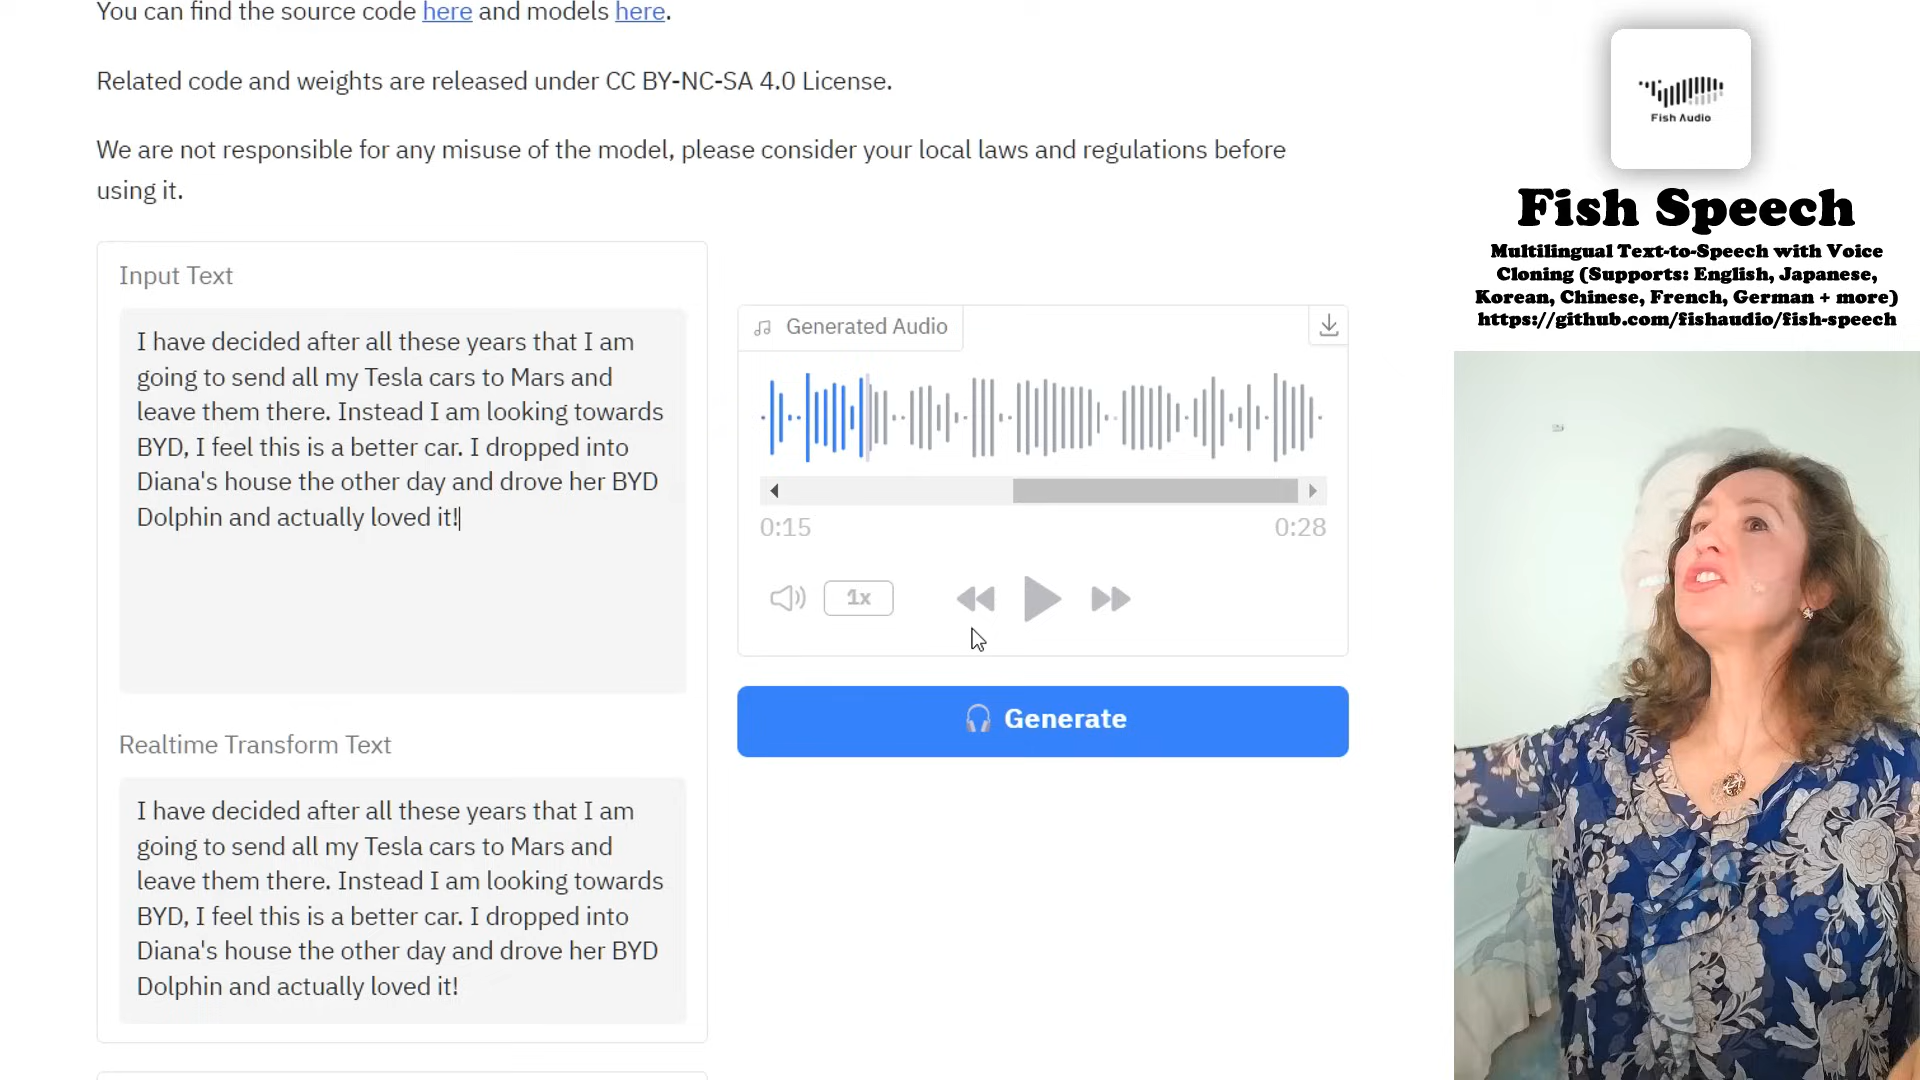 You can find the source code here and models here.
Related code and weights are released under CC BY-NC-SA 4.0 License.
We are not responsible for any misuse of the model, please consider your local laws and regulations before
using it.
Input Text
I have decided after all these years that I am
going to send all my Tesla cars to Mars and
leave them there. Instead I am looking towards
BYD, I feel this is a better car. I dropped into
Diana's house the other day and drove her BYD
Dolphin and actually loved it!
Realtime Transform Text
I have decided after all these years that I am
going to send all my Tesla cars to Mars and
leave them there. Instead I am looking towards
BYD, I feel this is a better car. I dropped into
Diana's house the other day and drove her BYD
Dolphin and actually loved it!
Generated Audio
0:15
0:28
1x
Generate
Fish Audio
Fish Speech
Multilingual Text-to-Speech with Voice
Cloning (Supports: English, Japanese,
Korean, Chinese, French, German + more)
https://github.com/fishaudio/fish-speech